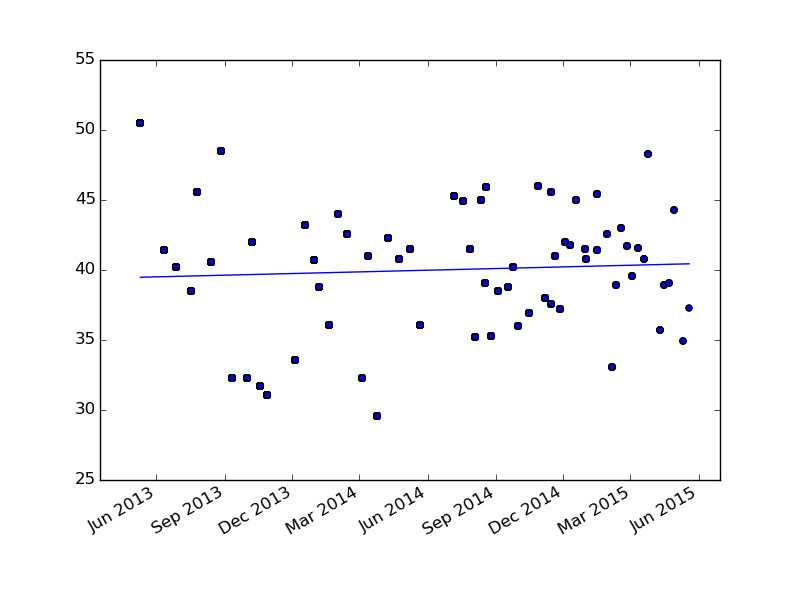 55
50
45
40
35
30
25
Jun 2013
Sep 2013
Dec 2013
Mar 2014
Jun 2014
Sep 2014
Dec 2014
Mar 2015
Jun 2015